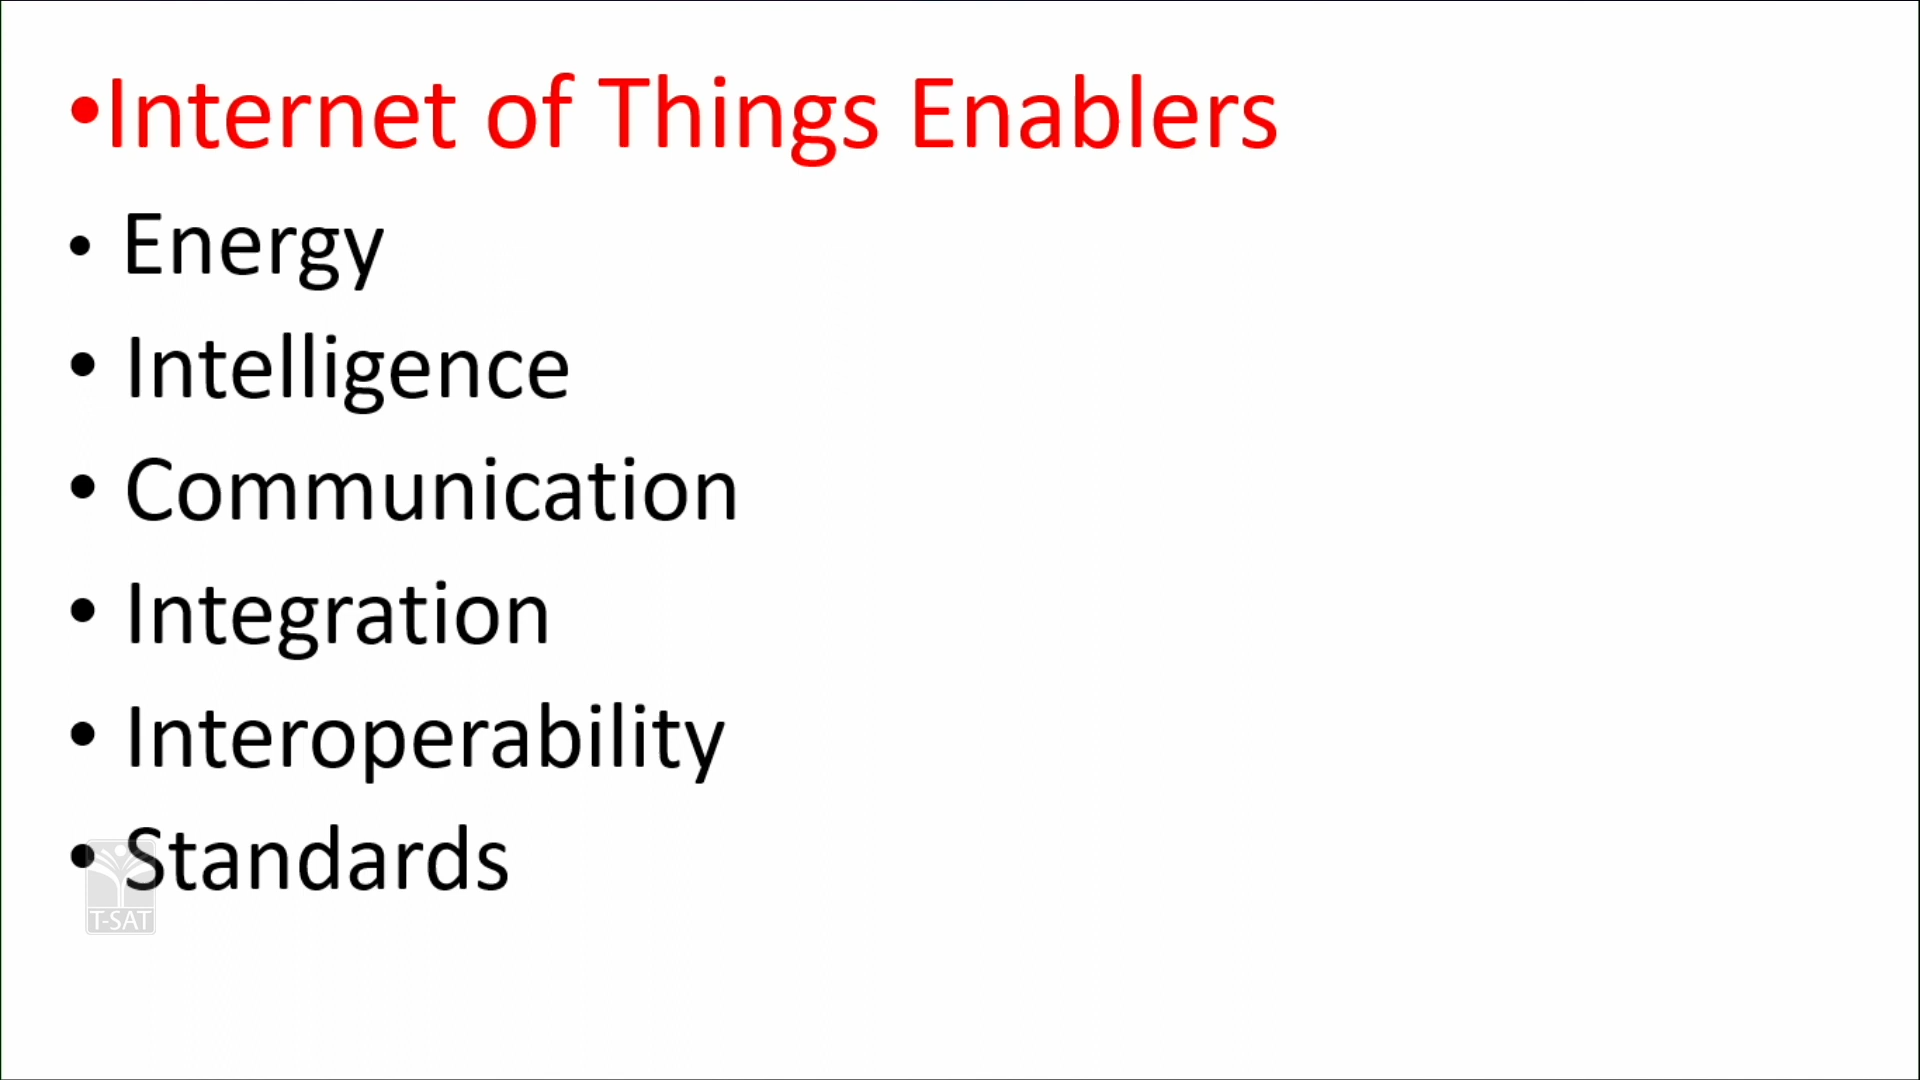 •Internet of Things Enablers
• Energy
• Intelligence
• Communication
• Integration
• Interoperability
• Standards
T-SAT